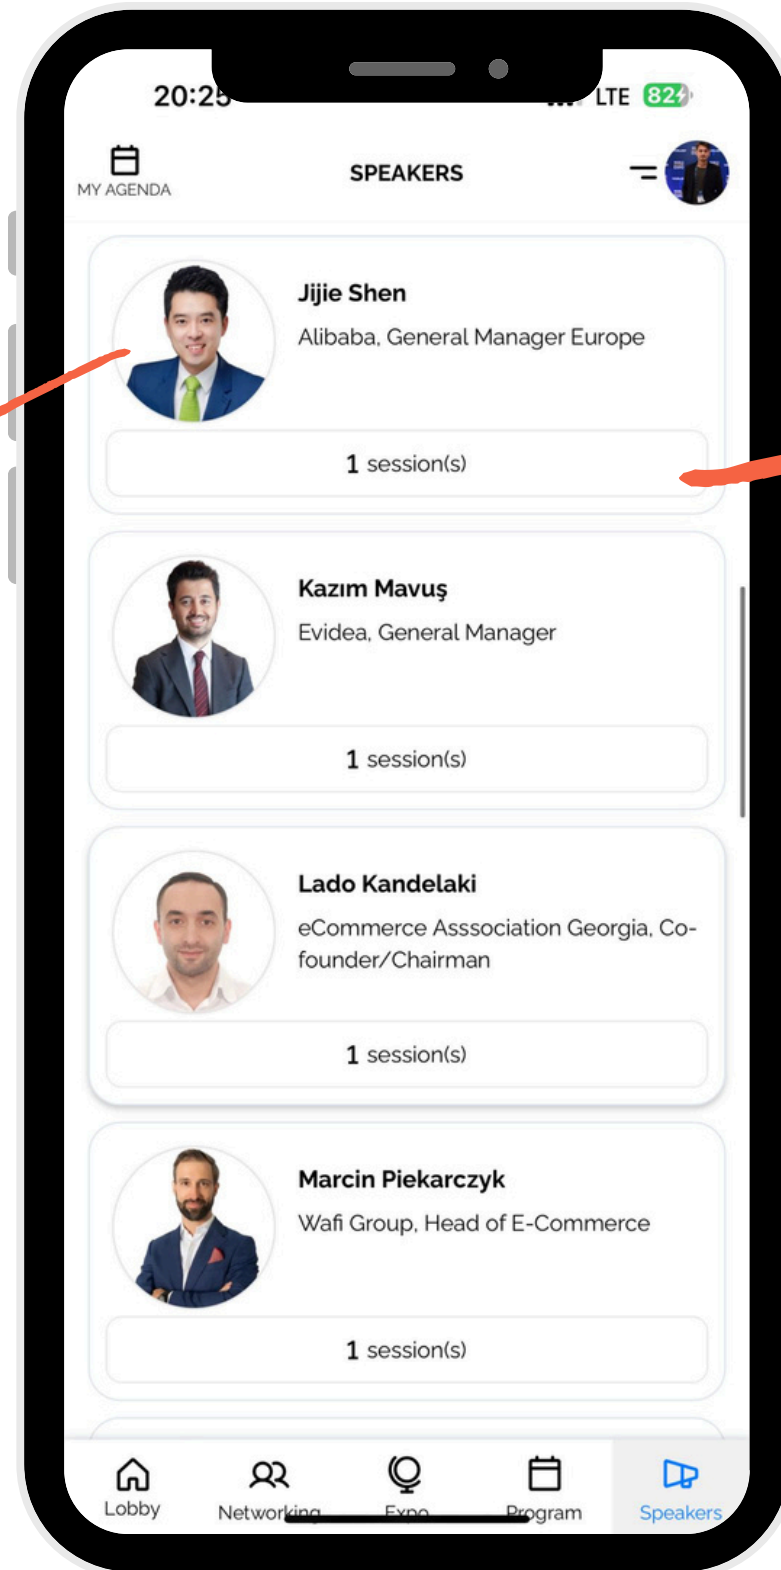 20:25
LTE 82
MY AGENDA
SPEAKERS
Jijie Shen
Alibaba, General Manager Europe
1 session(s)
Kazım Mavuş
Evidea, General Manager
1 session(s)
Lado Kandelaki
eCommerce Asssociation Georgia, Co-
founder/Chairman
1 session(s)
Marcin Piekarczyk
Wafi Group, Head of E-Commerce
1 session(s)
Lobby
Networking
Expo
Program
Speakers